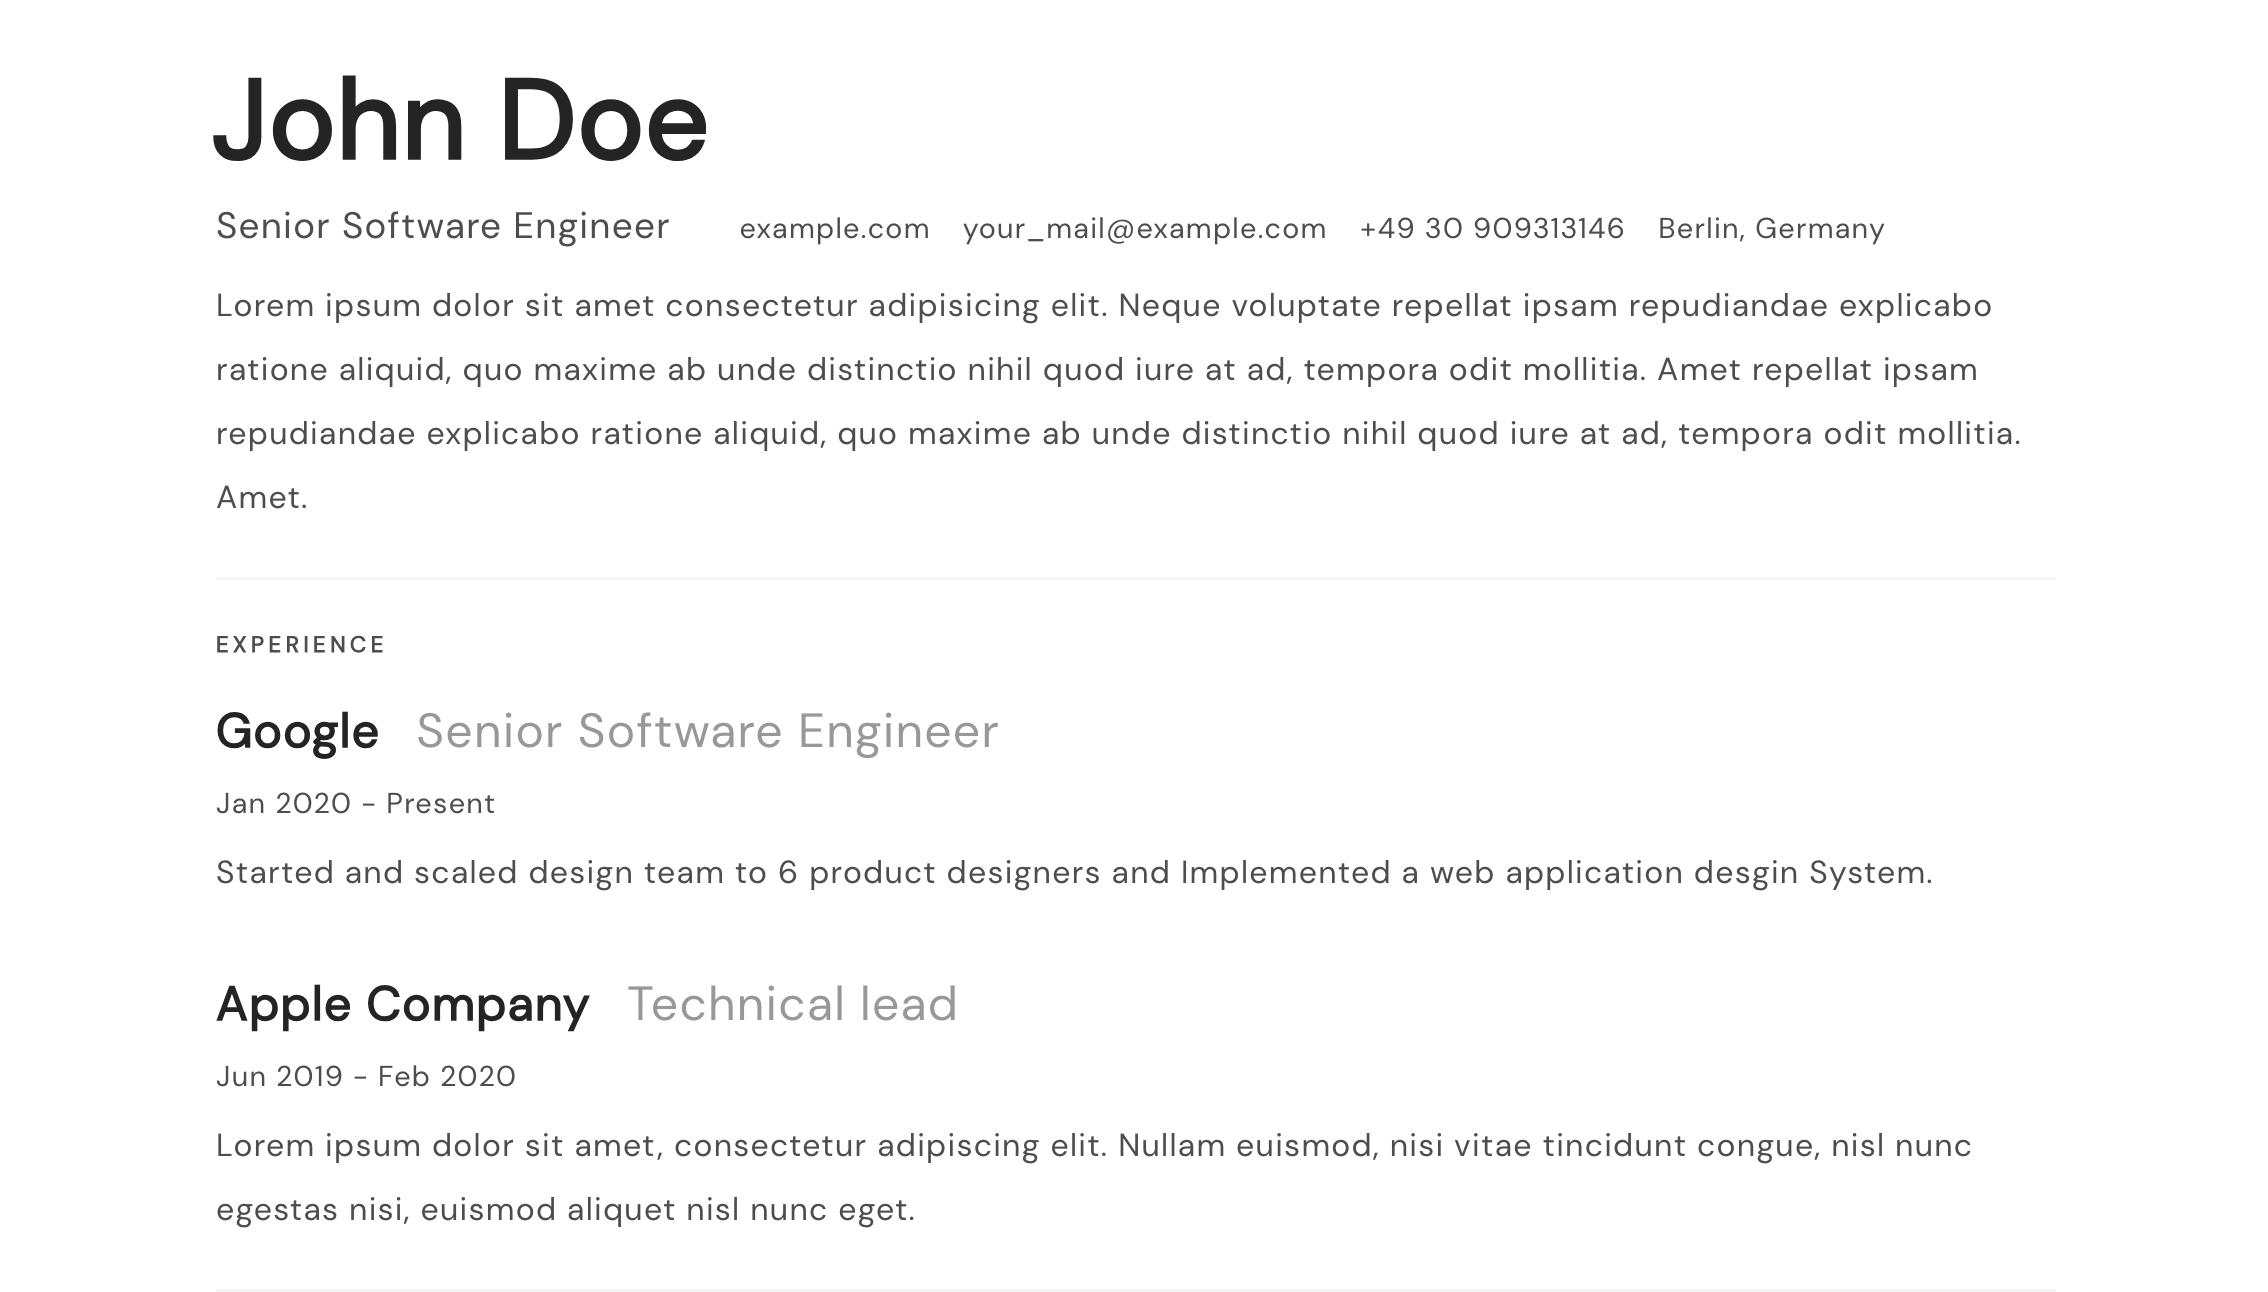 John Doe
Senior Software Engineer example.com your_mail@example.com +49 30 909313146 Berlin, Germany
Lorem ipsum dolor sit amet consectetur adipisicing elit. Neque voluptate repellat ipsam repudiandae explicabo
ratione aliquid, quo maxime ab unde distinctio nihil quod iure at ad, tempora odit mollitia. Amet repellat ipsam
repudiandae explicabo ratione aliquid, quo maxime ab unde distinctio nihil quod iure at ad, tempora odit mollitia.
Amet.
EXPERIENCE
Google Senior Software Engineer
Jan 2020 - Present
Started and scaled design team to 6 product designers and Implemented a web application desgin System.
Apple Company Technical lead
Jun 2019 - Feb 2020
Lorem ipsum dolor sit amet, consectetur adipiscing elit. Nullam euismod, nisi vitae tincidunt congue, nisl nunc
egestas nisi, euismod aliquet nisl nunc eget.